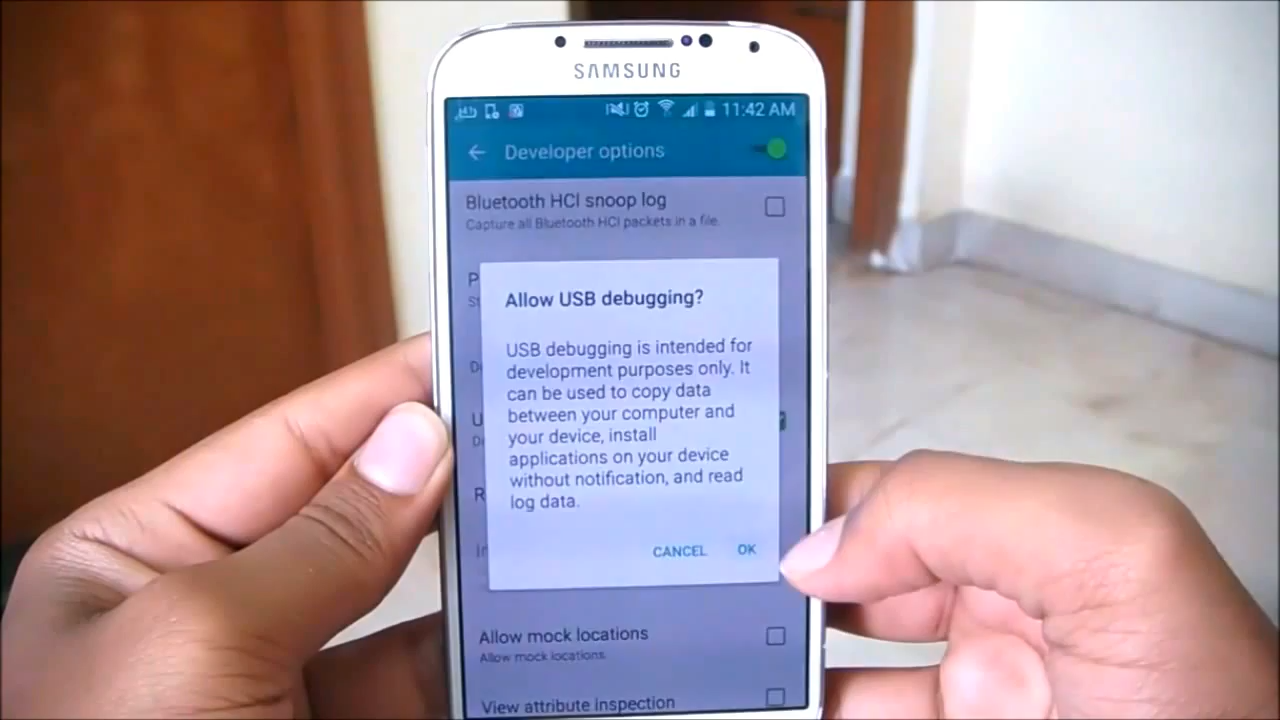 SAMSUNG
11:42 AM
Developer options
Bluetooth HCI snoop log
Capture all Bluetooth HCI packets in a file.
P
St
Allow USB debugging?
USB debugging is intended for
development purposes only. It
can be used to copy data
between your computer and
your device, install
applications on your device
without notification, and read
log data.
D
U
De
R
In
CANCEL OK
Allow mock locations
Allow mock locations.
View attribute inspection